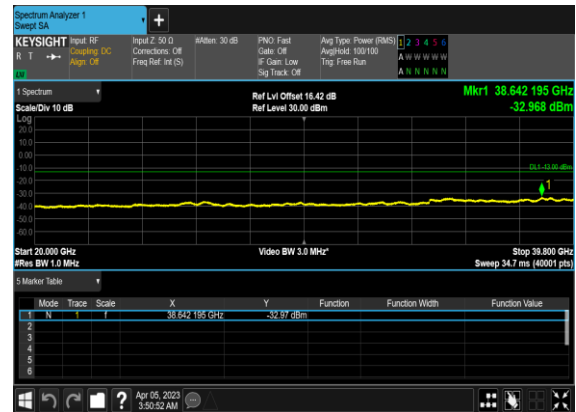 Spectrum Analyzer 1
Swept SA
+
KEYSIGHT Input: RF Input Z: 50 Ω #Atten: 30 dB PNO: Fast Avg Type: Power (RMS) 1 2 3 4 5 6
R T Coupling: DC Corrections: Off Gate: Off Avg|Hold: 100/100 A W W W W W
Align: Off Freq Ref: Int (S) IF Gain: Low Trig: Free Run
LU Sig Track: Off A N N N N N
1 Spectrum Ref Lvl Offset 16.42 dB Mkr1 38.642 195 GHz
Scale/Div 10 dB Ref Level 30.00 dBm -32.968 dBm
Log
20.0
10.0
0.00
-10.0 DL1 -13.00 dBm
-20.0
-30.0 1
-40.0
-50.0
-60.0
Start 20.000 GHz Video BW 3.0 MHz* Stop 39.800 GHz
#Res BW 1.0 MHz Sweep 34.7 ms (40001 pts)
5 Marker Table
Mode Trace Scale X Y Function Function Width Function Value
1 N 1 f 38.642 195 GHz -32.97 dBm
2
3
4
5
6
? Apr 05, 2023
3:50:52 AM